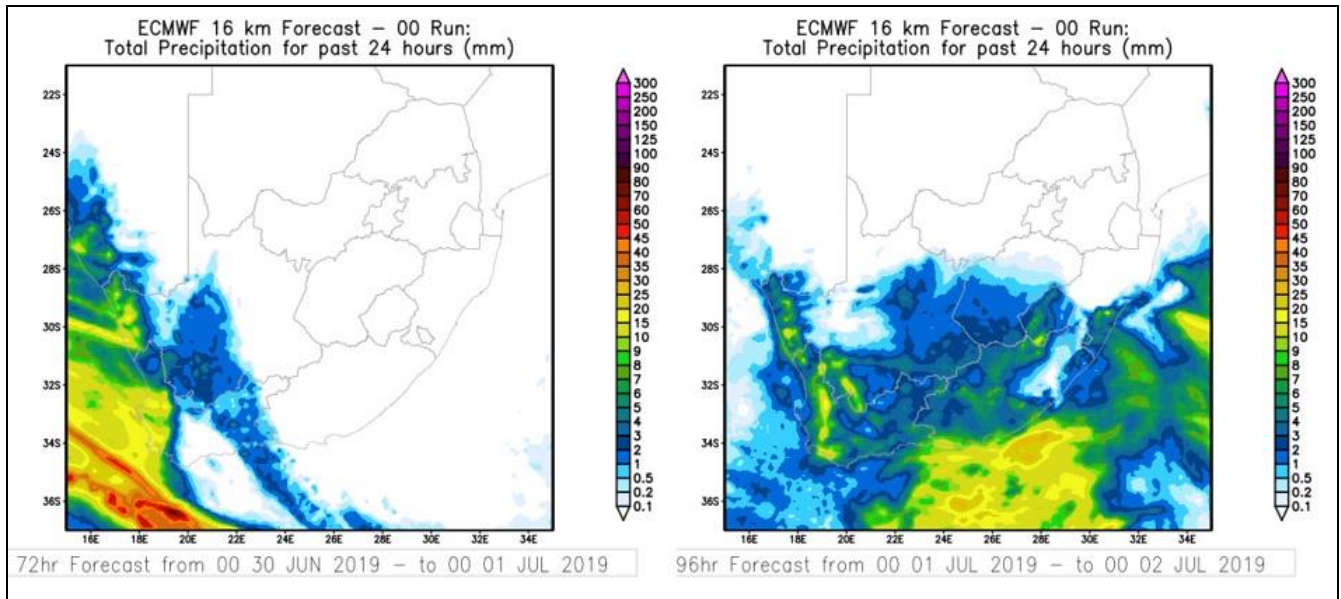 ECMWF 16 km Forecast – 00 Run:
Total Precipitation for past 24 hours (mm)
22S
24S
26S
28S
30S
32S
34S
36S
16E 18E 20E 22E 24E 26E 28E 30E 32E 34E
300
250
200
150
125
100
90
80
70
60
50
45
40
35
30
25
20
15
10
9
8
7
6
5
4
3
2
1
0.5
0.2
0.1
72hr Forecast from 00 30 JUN 2019 – to 00 01 JUL 2019
ECMWF 16 km Forecast – 00 Run:
Total Precipitation for past 24 hours (mm)
22S
24S
26S
28S
30S
32S
34S
36S
16E 18E 20E 22E 24E 26E 28E 30E 32E 34E
300
250
200
150
125
100
90
80
70
60
50
45
40
35
30
25
20
15
10
9
8
7
6
5
4
3
2
1
0.5
0.2
0.1
96hr Forecast from 00 01 JUL 2019 – to 00 02 JUL 2019